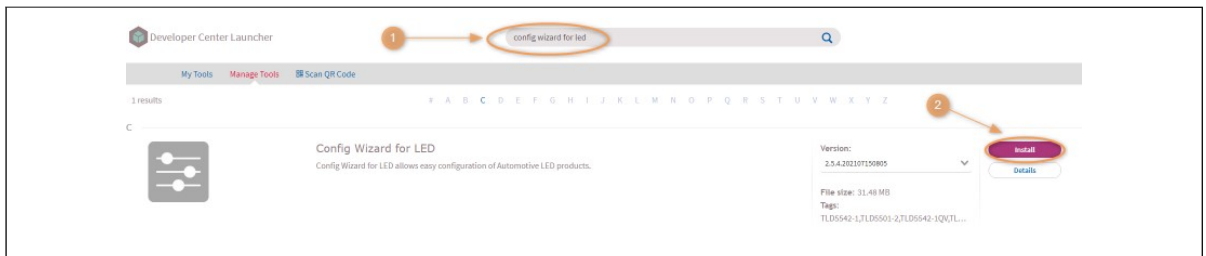 Developer Center Launcher
1
config wizard for led
My Tools Manage Tools Scan QR Code
1 results
# A B C D E F G H I J K L M N O P Q R S T U V W X Y Z
2
C
Config Wizard for LED
Config Wizard for LED allows easy configuration of Automotive LED products.
Version:
2.5.4.202107150805
Install
Details
File size: 31.48 MB
Tags:
TLD5542-1,TLD5501-2,TLD5542-1QV,TL...